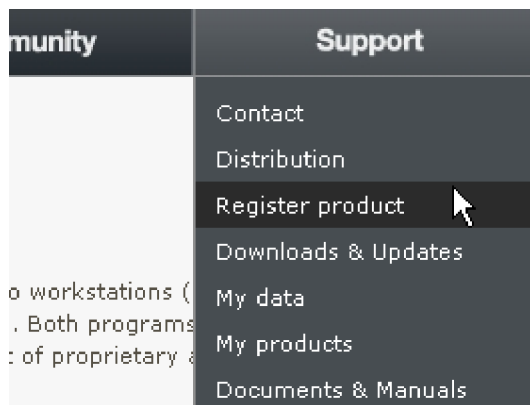 munity
Support
Contact
Distribution
Register product
Downloads & Updates
My data
My products
Documents & Manuals
o workstations (
. Both programs
of proprietary